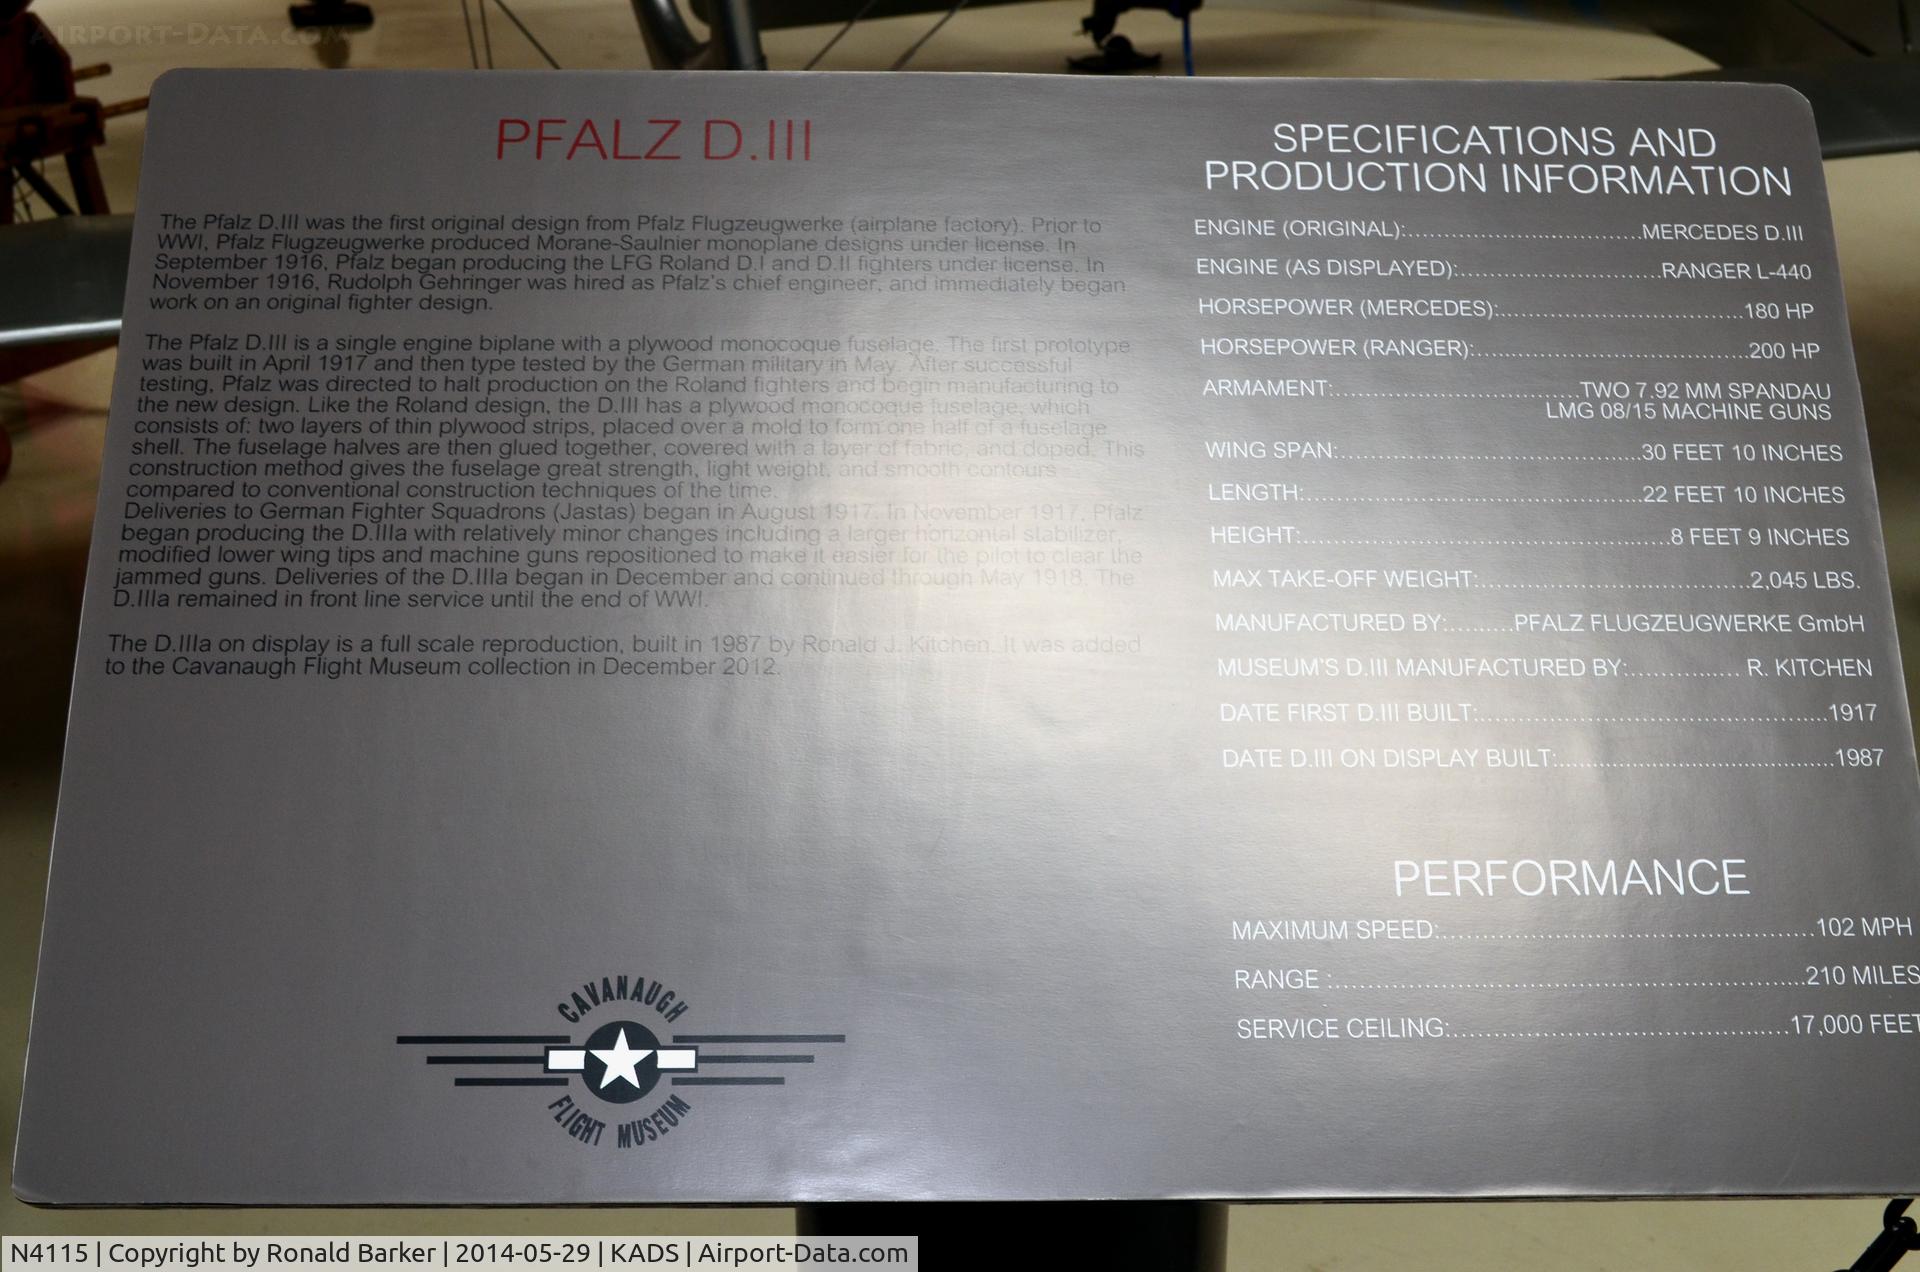 AIRPORT-DATA.COM
PFALZ D.III
The Pfalz D.III was the first original design from Pfalz Flugzeugwerke (airplane factory). Prior to
WWI, Pfalz Flugzeugwerke produced Morane-Saulnier monoplane designs under license. In
September 1916, Pfalz began producing the LFG Roland D.I and D.II fighters under license. In
November 1916, Rudolph Gehringer was hired as Pfalz's chief engineer, and immediately began
work on an original fighter design.
The Pfalz D.III is a single engine biplane with a plywood monocoque fuselage. The first prototype
was built in April 1917 and then type tested by the German military in May. After successful
testing, Pfalz was directed to halt production on the Roland fighters and begin manufacturing to
the new design. Like the Roland design, the D.III has a plywood monocoque fuselage, which
consists of: two layers of thin plywood strips, placed over a mold to form one half of a fuselage
shell. The fuselage halves are then glued together, covered with a layer of fabric, and doped. This
construction method gives the fuselage great strength, light weight, and smooth contours
compared to conventional construction techniques of the time.
Deliveries to German Fighter Squadrons (Jastas) began in August 1917. In November 1917, Pfalz
began producing the D.IIIa with relatively minor changes including a larger horizontal stabilizer,
modified lower wing tips and machine guns repositioned to make it easier for the pilot to clear the
jammed guns. Deliveries of the D.IIIa began in December and continued through May 1918. The
D.IIIa remained in front line service until the end of WWI.
The D.IIIa on display is a full scale reproduction, built in 1987 by Ronald J. Kitchen. It was added
to the Cavanaugh Flight Museum collection in December 2012.
CAVANAUGH
FLIGHT MUSEUM
SPECIFICATIONS AND
PRODUCTION INFORMATION
ENGINE (ORIGINAL):................................MERCEDES D.III
ENGINE (AS DISPLAYED):...........................RANGER L-440
HORSEPOWER (MERCEDES):.................................180 HP
HORSEPOWER (RANGER):.....................................200 HP
ARMAMENT:.................................TWO 7.92 MM SPANDAU
LMG 08/15 MACHINE GUNS
WING SPAN:.........................................30 FEET 10 INCHES
LENGTH:..............................................22 FEET 10 INCHES
HEIGHT:..................................................8 FEET 9 INCHES
MAX TAKE-OFF WEIGHT:.....................................2,045 LBS.
MANUFACTURED BY:.........PFALZ FLUGZEUGWERKE GmbH
MUSEUM'S D.III MANUFACTURED BY:............... R. KITCHEN
DATE FIRST D.III BUILT:...............................................1917
DATE D.III ON DISPLAY BUILT:.....................................1987
PERFORMANCE
MAXIMUM SPEED:..................................................102 MPH
RANGE :...............................................................210 MILES
SERVICE CEILING:.............................................17,000 FEET
N4115 | Copyright by Ronald Barker | 2014-05-29 | KADS | Airport-Data.com